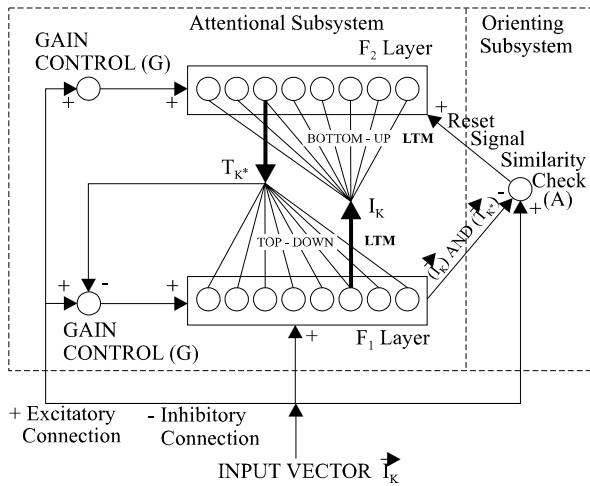 Attentional Subsystem
Orienting
Subsystem
GAIN
CONTROL (G)
F2 Layer
+
+
+
BOTTOM - UP LTM
Reset
Signal
Similarity
Check
(A)
-
+
TK*
IK
TOP - DOWN LTM
(IK) AND (IK*)
+
-
+
GAIN
CONTROL (G)
F1 Layer
+
+ Excitatory
Connection
- Inhibitory
Connection
INPUT VECTOR IK